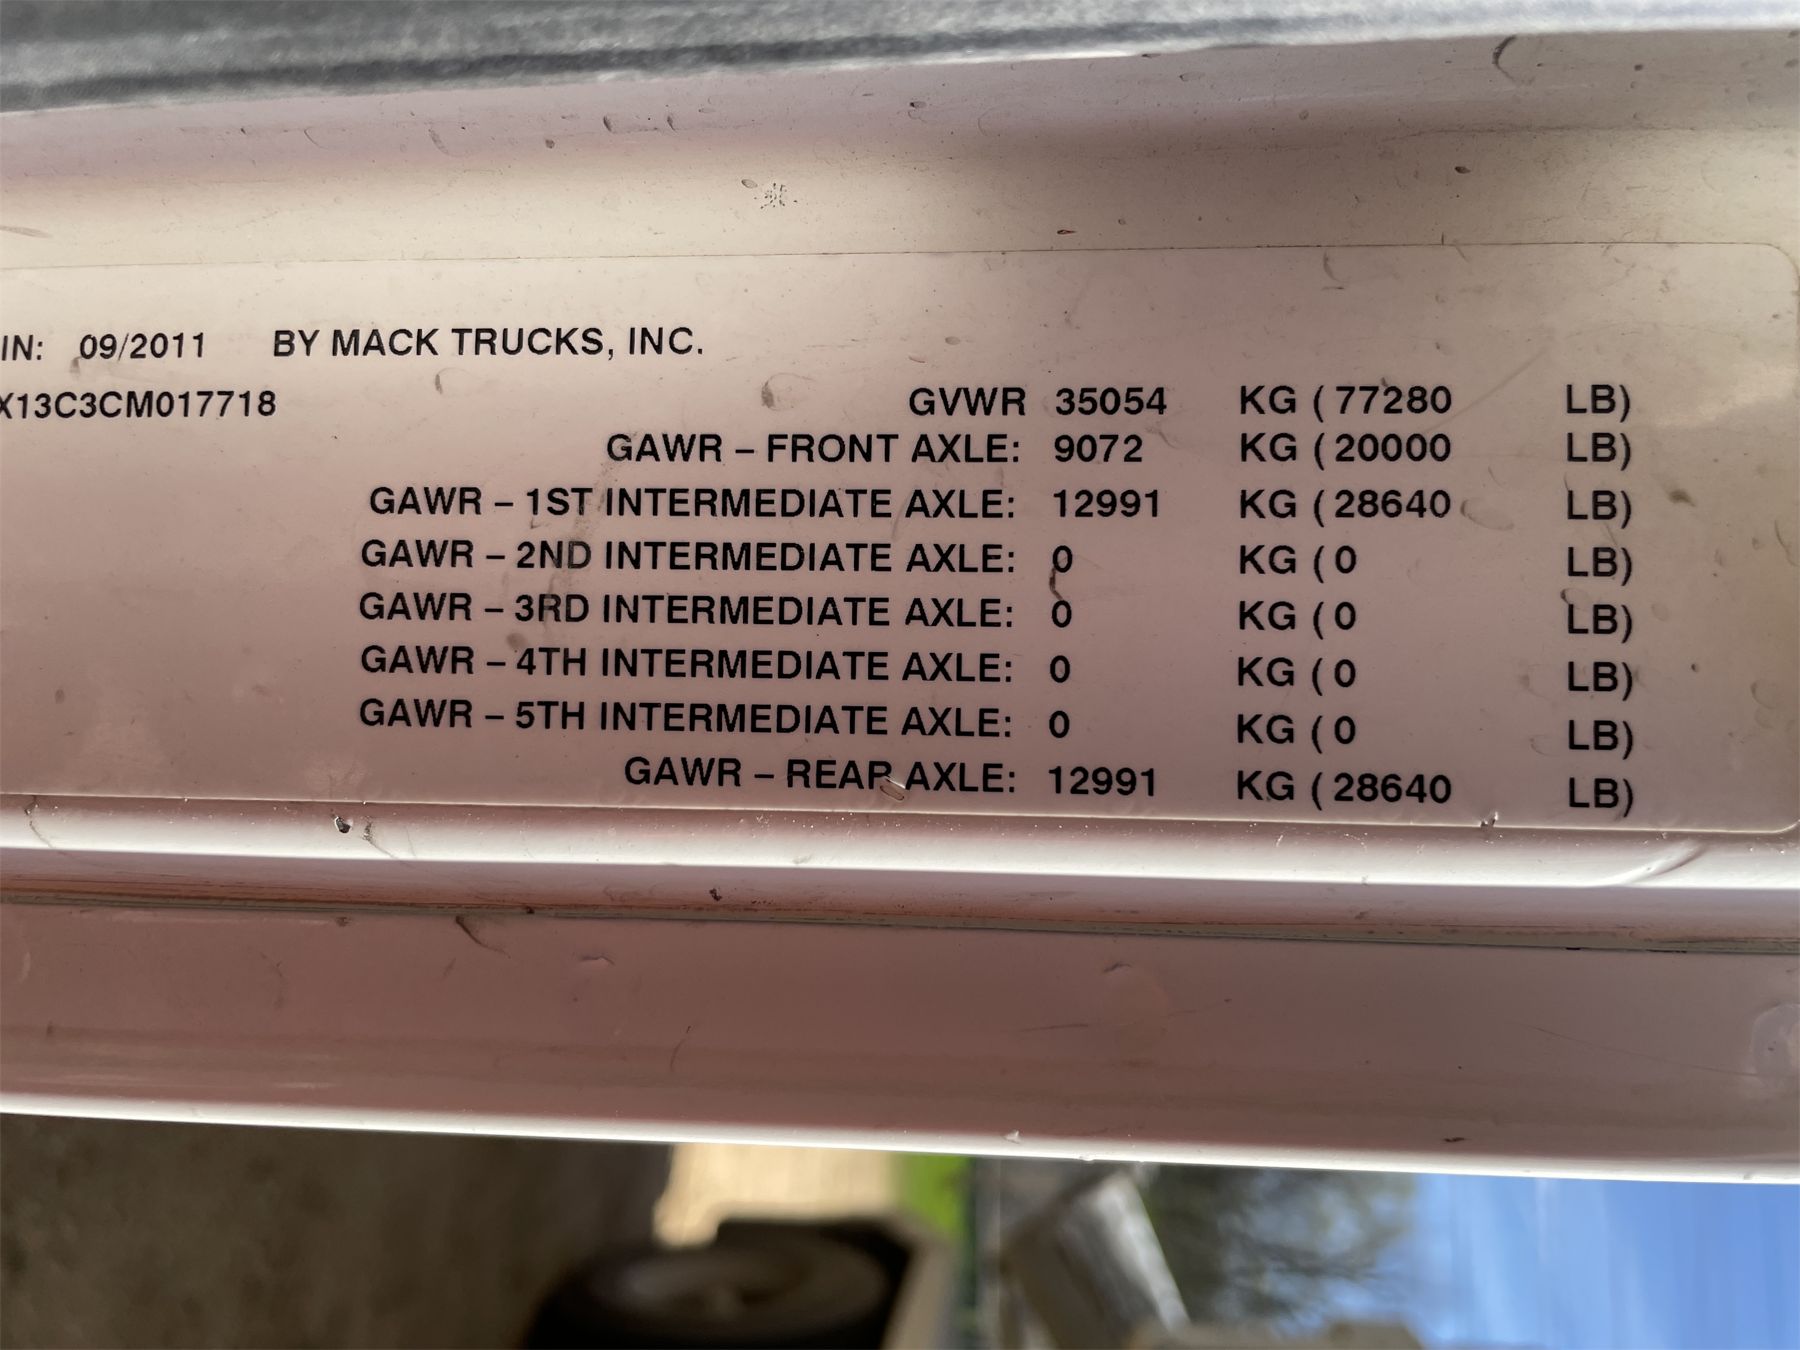 IN: 09/2011 BY MACK TRUCKS, INC.
X13C3CM017718
GVWR 35054 KG (77280 LB)
GAWR – FRONT AXLE: 9072 KG (20000 LB)
GAWR – 1ST INTERMEDIATE AXLE: 12991 KG (28640 LB)
GAWR – 2ND INTERMEDIATE AXLE: 0 KG (0 LB)
GAWR – 3RD INTERMEDIATE AXLE: 0 KG (0 LB)
GAWR – 4TH INTERMEDIATE AXLE: 0 KG (0 LB)
GAWR – 5TH INTERMEDIATE AXLE: 0 KG (0 LB)
GAWR – REAR AXLE: 12991 KG (28640 LB)